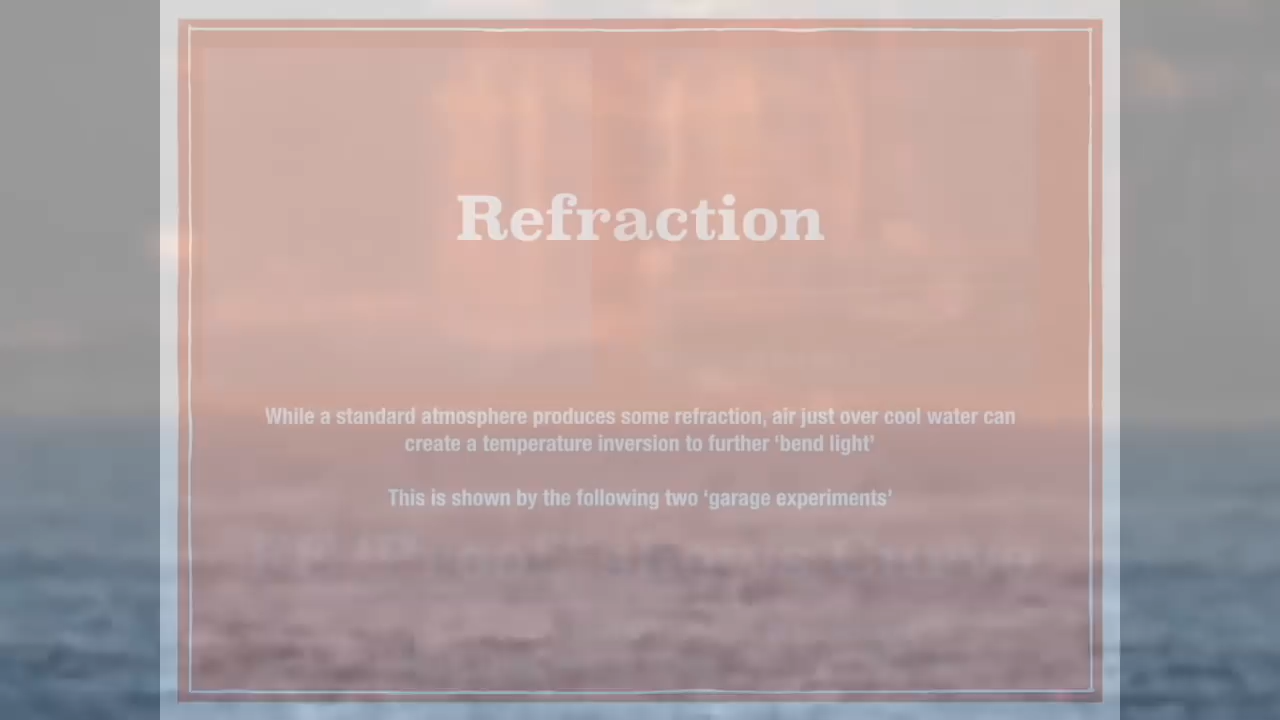 Refraction
While a standard atmosphere produces some refraction, air just over cool water can
create a temperature inversion to further ‘bend light’
This is shown by the following two ‘garage experiments’